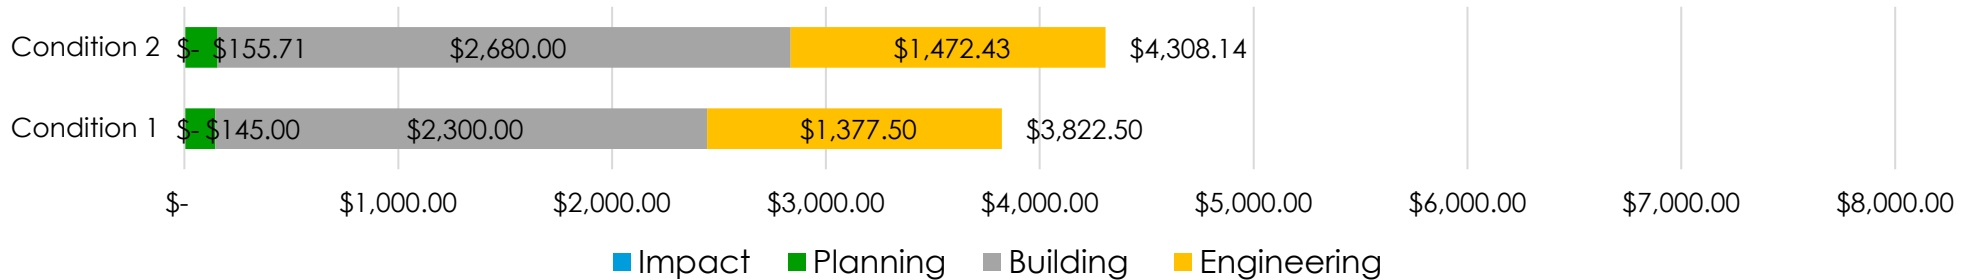 Condition 2 $- $155.71 $2,680.00 $1,472.43 $4,308.14
Condition 1 $- $145.00 $2,300.00 $1,377.50 $3,822.50
$- $1,000.00 $2,000.00 $3,000.00 $4,000.00 $5,000.00 $6,000.00 $7,000.00 $8,000.00
Impact Planning Building Engineering